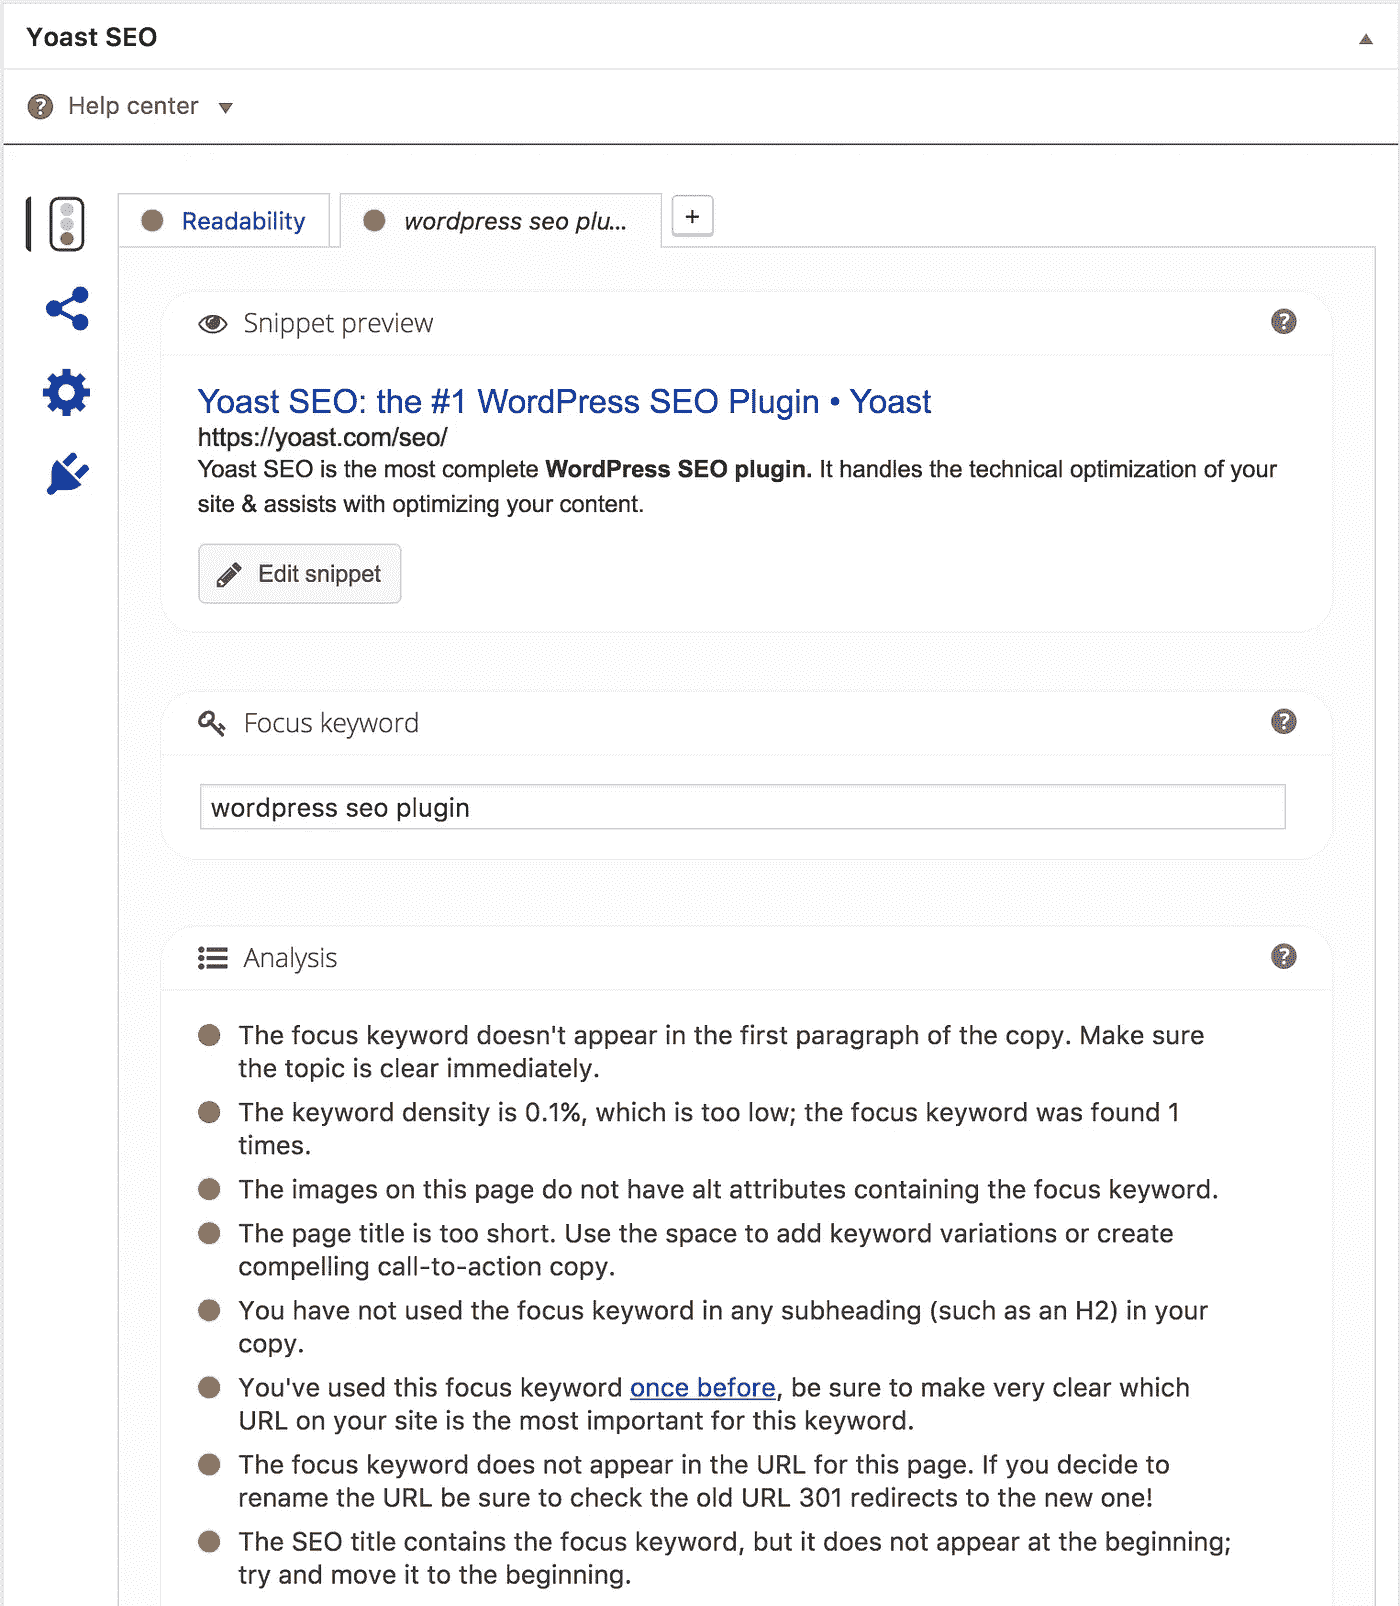 Yoast SEO
Help center
Readability
wordpress seo plu...
+
Snippet preview
Yoast SEO: the #1 WordPress SEO Plugin • Yoast
https://yoast.com/seo/
Yoast SEO is the most complete WordPress SEO plugin. It handles the technical optimization of your
site & assists with optimizing your content.
Edit snippet
Focus keyword
wordpress seo plugin
Analysis
The focus keyword doesn't appear in the first paragraph of the copy. Make sure
the topic is clear immediately.
The keyword density is 0.1%, which is too low; the focus keyword was found 1
times.
The images on this page do not have alt attributes containing the focus keyword.
The page title is too short. Use the space to add keyword variations or create
compelling call-to-action copy.
You have not used the focus keyword in any subheading (such as an H2) in your
copy.
You've used this focus keyword once before, be sure to make very clear which
URL on your site is the most important for this keyword.
The focus keyword does not appear in the URL for this page. If you decide to
rename the URL be sure to check the old URL 301 redirects to the new one!
The SEO title contains the focus keyword, but it does not appear at the beginning;
try and move it to the beginning.